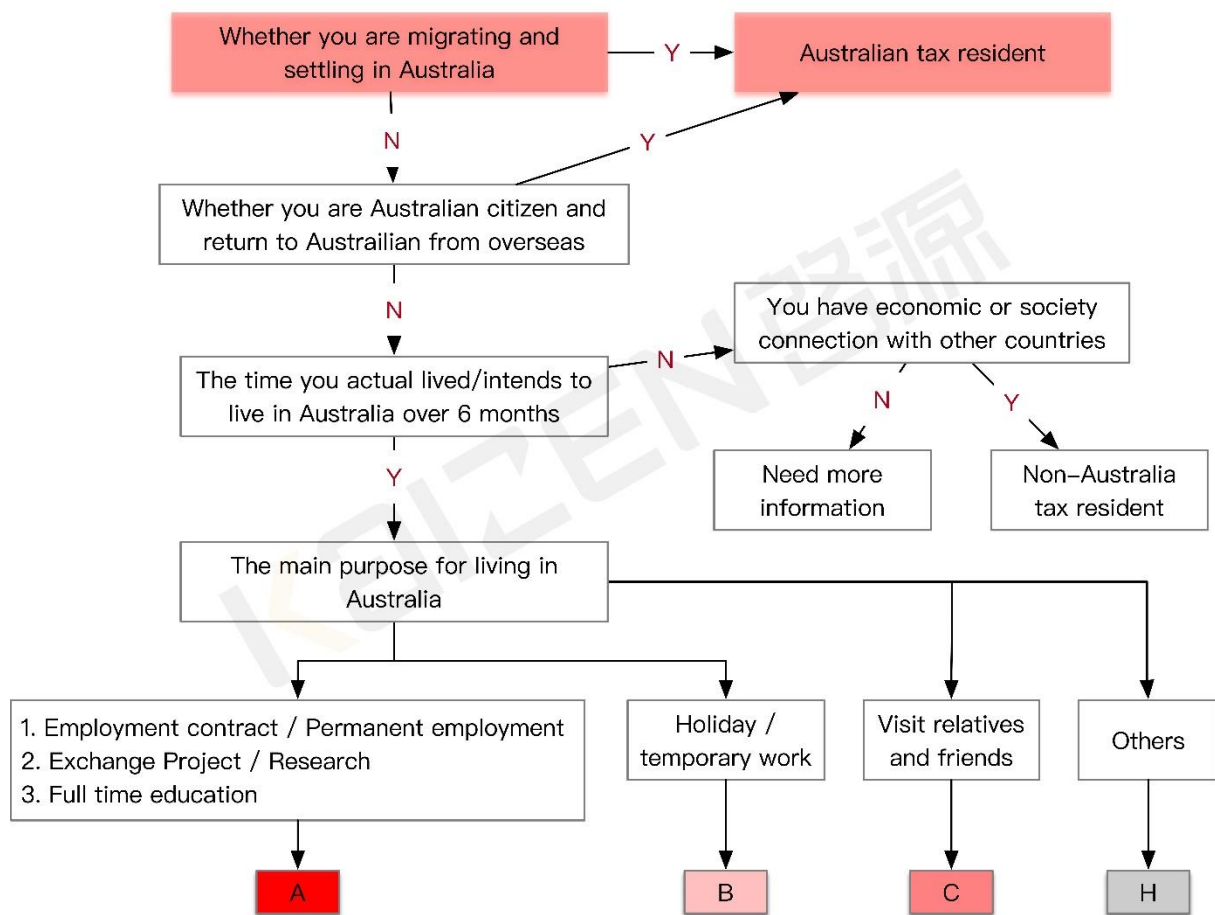 Whether you are migrating and
settling in Australia
Y
Australian tax resident
N
Y
Whether you are Australian citizen and
return to Austrailian from overseas
N
You have economic or society
connection with other countries
N
The time you actual lived/intends to
live in Australia over 6 months
N
Y
Y
Need more
information
Non-Australia
tax resident
The main purpose for living in
Australia
1. Employment contract / Permanent employment
2. Exchange Project / Research
3. Full time education
Holiday /
temporary work
Visit relatives
and friends
Others
A
B
C
H
KAIZEN 啓源